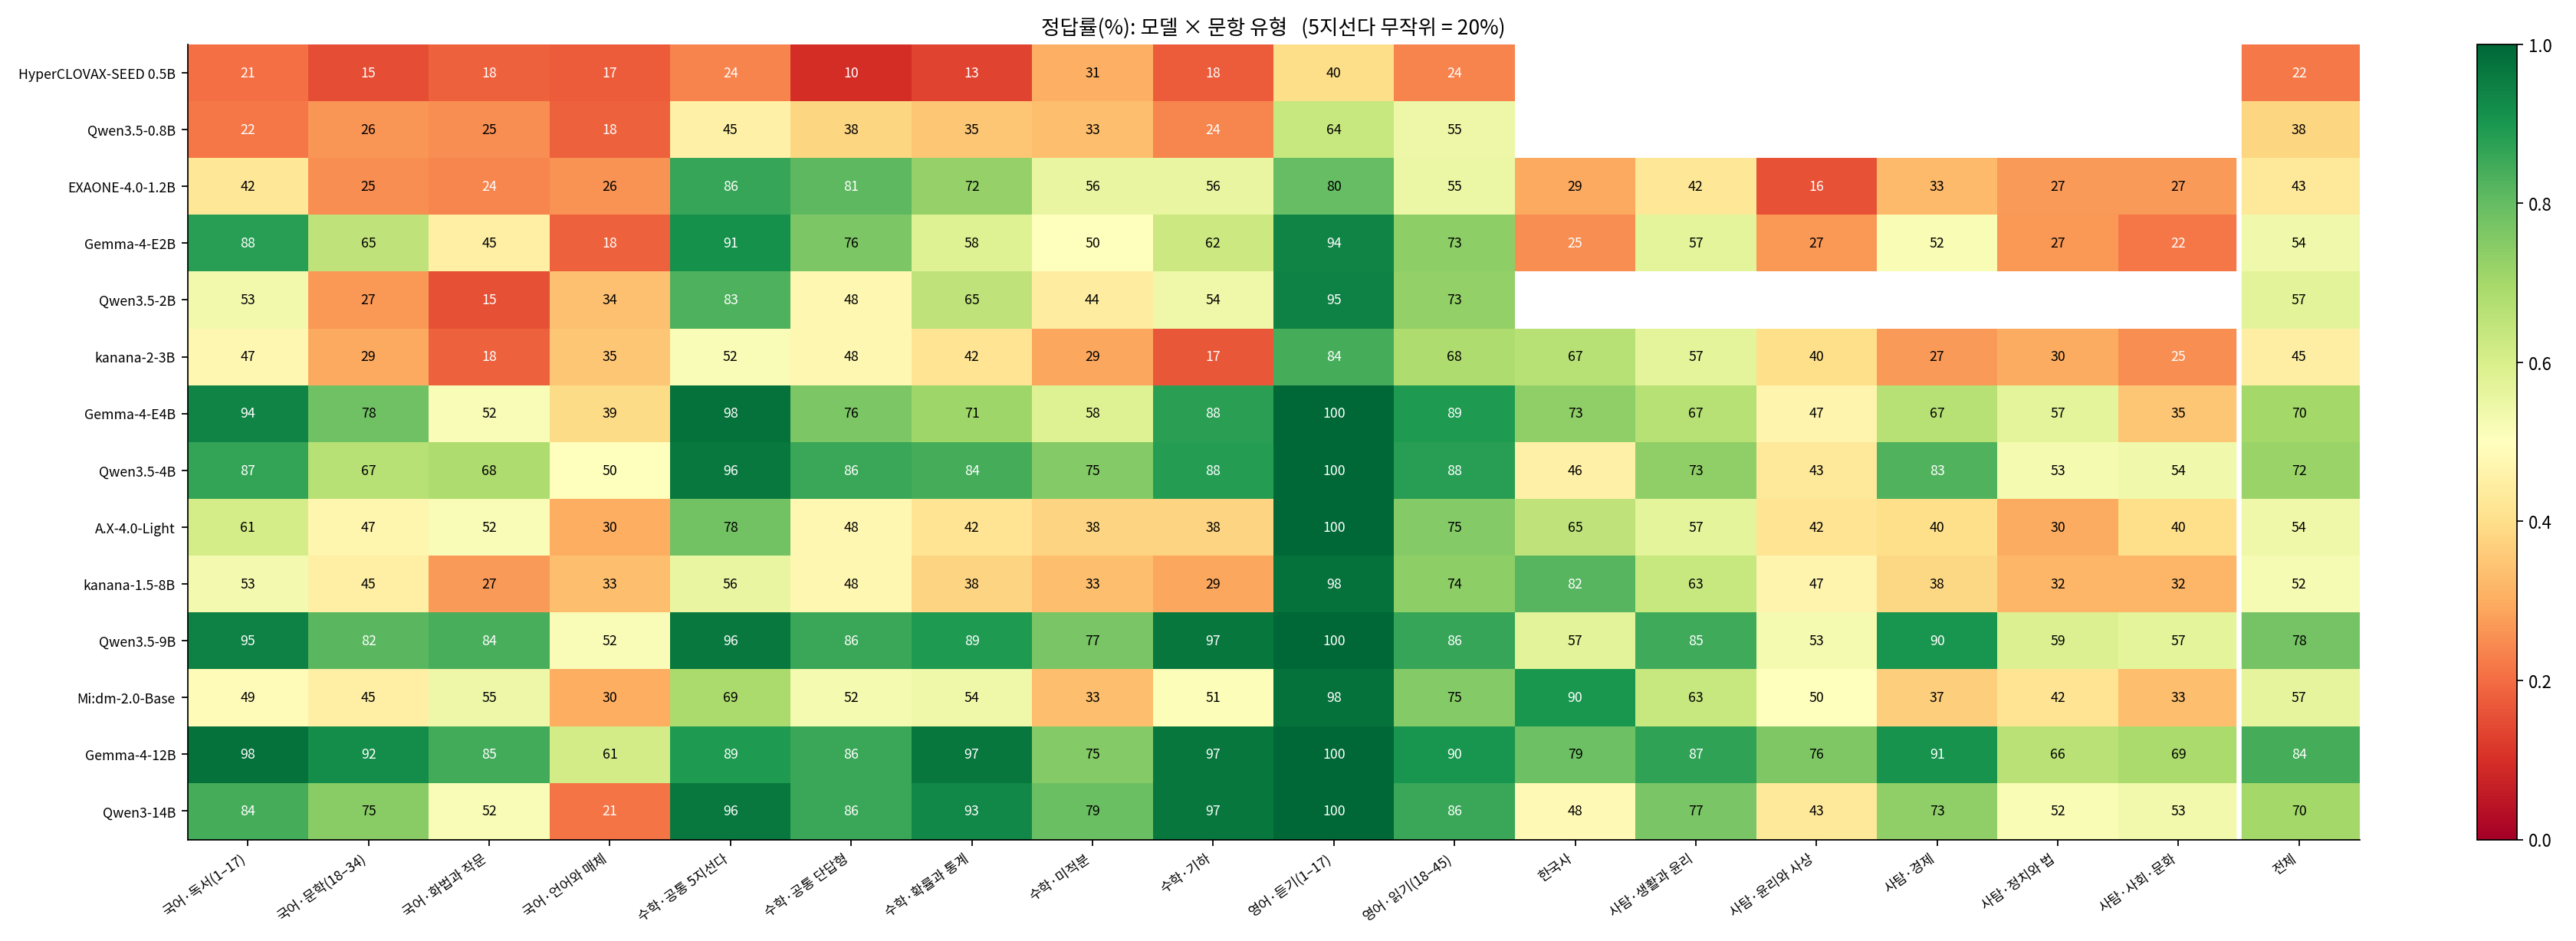 정답률(%): 모델 × 문항 유형 (5지선다 무작위 = 20%)
HyperCLOVAX-SEED 0.5B 21 15 18 17 24 10 13 31 18 40 24 22
Qwen3.5-0.8B 22 26 25 18 45 38 35 33 24 64 55 38
EXAONE-4.0-1.2B 42 25 24 26 86 81 72 56 56 80 55 29 42 16 33 27 27 43
Gemma-4-E2B 88 65 45 18 91 76 58 50 62 94 73 25 57 27 52 27 22 54
Qwen3.5-2B 53 27 15 34 83 48 65 44 54 95 73 57
kanana-2-3B 47 29 18 35 52 48 42 29 17 84 68 67 57 40 27 30 25 45
Gemma-4-E4B 94 78 52 39 98 76 71 58 88 100 89 73 67 47 67 57 35 70
Qwen3.5-4B 87 67 68 50 96 86 84 75 88 100 88 46 73 43 83 53 54 72
A.X-4.0-Light 61 47 52 30 78 48 42 38 38 100 75 65 57 42 40 30 40 54
kanana-1.5-8B 53 45 27 33 56 48 38 33 29 98 74 82 63 47 38 32 32 52
Qwen3.5-9B 95 82 84 52 96 86 89 77 97 100 86 57 85 53 90 59 57 78
Mi:dm-2.0-Base 49 45 55 30 69 52 54 33 51 98 75 90 63 50 37 42 33 57
Gemma-4-12B 98 92 85 61 89 86 97 75 97 100 90 79 87 76 91 66 69 84
Qwen3-14B 84 75 52 21 96 86 93 79 97 100 86 48 77 43 73 52 53 70
국어·독서(1–17)
국어·문학(18–34)
국어·화법과 작문
국어·언어와 매체
수학·공통 5지선다
수학·공통 단답형
수학·확률과 통계
수학·미적분
수학·기하
영어·듣기(1–17)
영어·읽기(18–45)
한국사
사탐·생활과 윤리
사탐·윤리와 사상
사탐·경제
사탐·정치와 법
사탐·사회·문화
전체
1.0
0.8
0.6
0.4
0.2
0.0